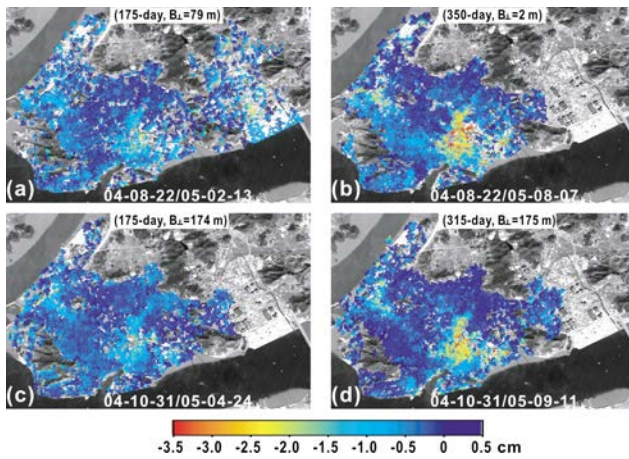 (175-day, B⊥=79 m)
(350-day, B⊥=2 m)
(a)
04-08-22/05-02-13
(b)
04-08-22/05-08-07
(175-day, B⊥=174 m)
(315-day, B⊥=175 m)
(c)
04-10-31/05-04-24
(d)
04-10-31/05-09-11
-3.5 -3.0 -2.5 -2.0 -1.5 -1.0 -0.5 0 0.5 cm